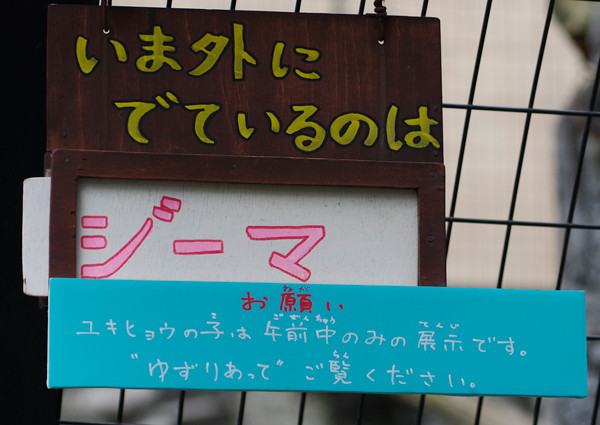 いま外に
でているのは
ジーマ
お願い
ユキヒョウの子は午前中のみの展示です。
"ゆずりあって"ご覧ください。